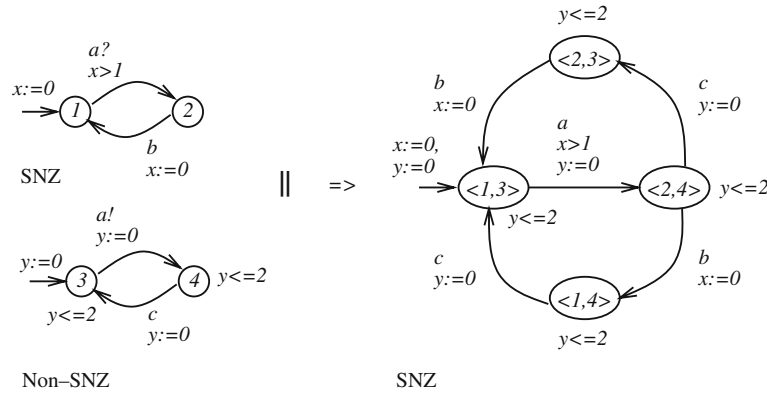 x:=0
a?
x>1
1
2
b
x:=0
SNZ
y:=0
a!
y:=0
3
4
y<=2
y<=2
c
y:=0
Non–SNZ
||
=>
y<=2
<2,3>
b
x:=0
c
y:=0
x:=0,
y:=0
a
x>1
y:=0
<1,3>
<2,4>
y<=2
y<=2
c
y:=0
b
x:=0
<1,4>
y<=2
SNZ